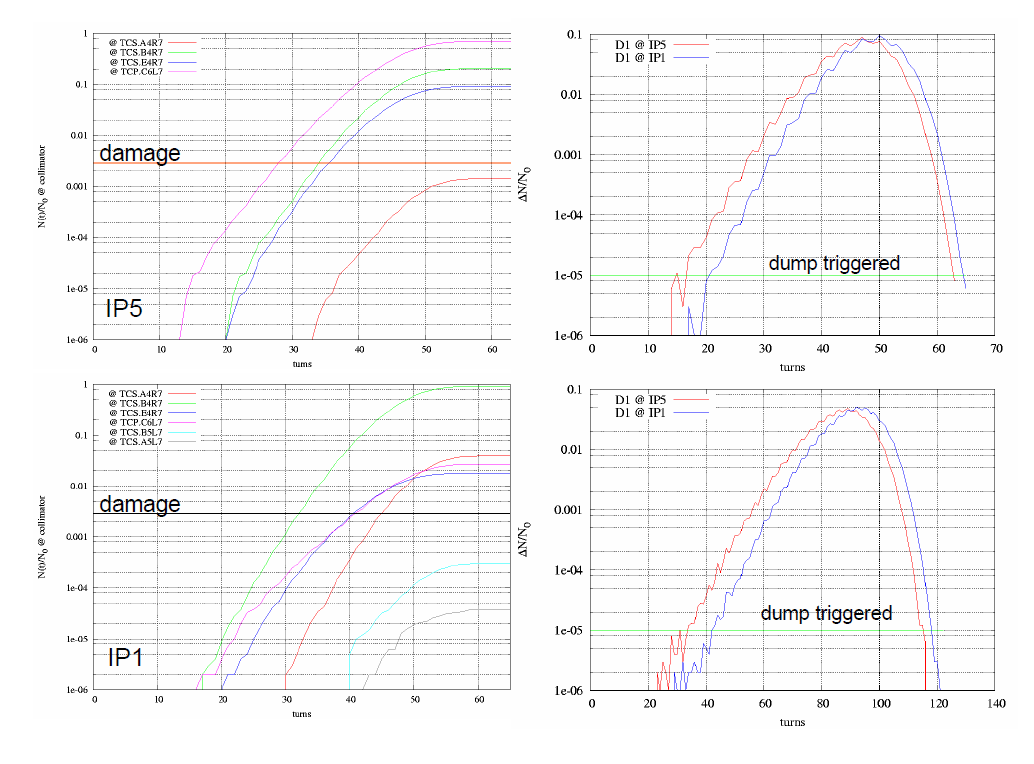 @ TCS.A4R7
@ TCS.B4R7
@ TCS.E4R7
@ TCP.C6L7
damage
IP5
N(t)/N0 @ collimator
1
0.1
0.01
0.001
1e-04
1e-05
1e-06
0 10 20 30 40 50 60
turns
D1 @ IP5
D1 @ IP1
dump triggered
ΔN/N0
0.1
0.01
0.001
1e-04
1e-05
1e-06
0 10 20 30 40 50 60 70
turns
@ TCS.A4R7
@ TCS.B4R7
@ TCS.E4R7
@ TCP.C6L7
@ TCS.B5L7
@ TCS.A5L7
damage
IP1
N(t)/N0 @ collimator
1
0.1
0.01
0.001
1e-04
1e-05
1e-06
0 10 20 30 40 50 60
turns
D1 @ IP5
D1 @ IP1
dump triggered
ΔN/N0
0.1
0.01
0.001
1e-04
1e-05
1e-06
0 20 40 60 80 100 120 140
turns